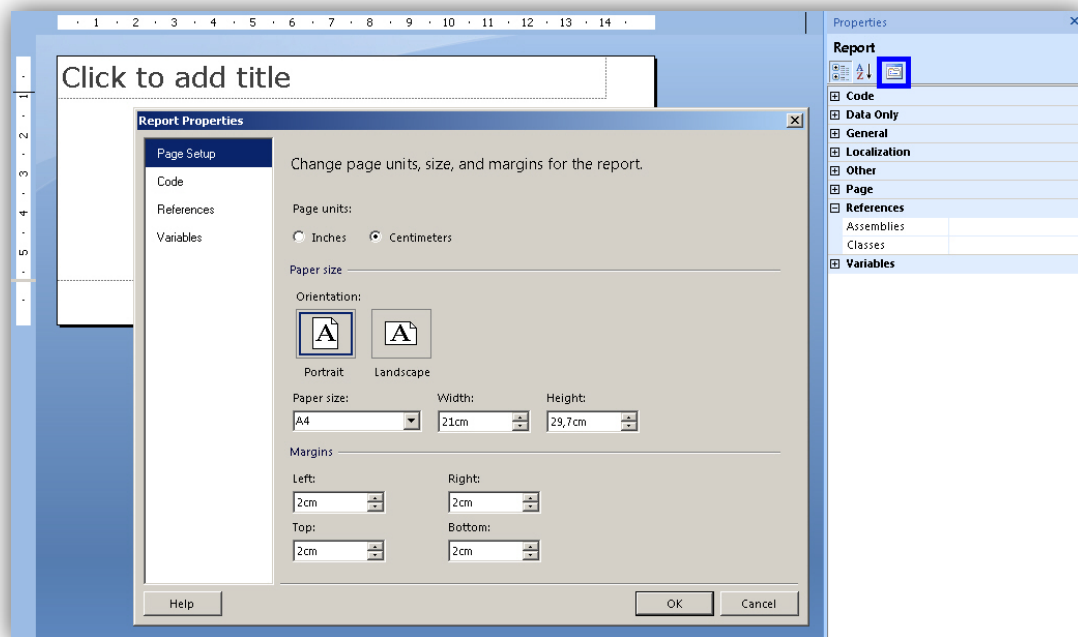 1 2 3 4 5 6 7 8 9 10 11 12 13 14
1 2 3 4 5
Click to add title
Report Properties
Page Setup
Code
References
Variables
Change page units, size, and margins for the report.
Page units:
Inches Centimeters
Paper size
Orientation:
A A
Portrait Landscape
Paper size: Width: Height:
A4 21cm 29,7cm
Margins
Left: Right:
2cm 2cm
Top: Bottom:
2cm 2cm
Help OK Cancel
Properties
Report
A Z
Code
Data Only
General
Localization
Other
Page
References
Assemblies
Classes
Variables